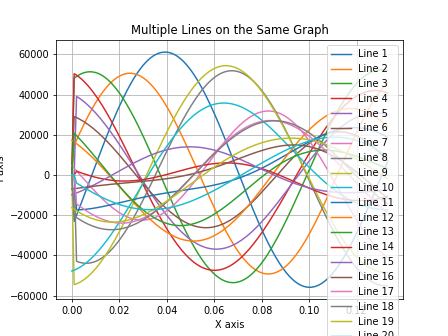 Multiple Lines on the Same Graph
60000
40000
20000
0
−20000
−40000
−60000
0.00
0.02
0.04
0.06
0.08
0.10
X axis
Line 1
Line 2
Line 3
Line 4
Line 5
Line 6
Line 7
Line 8
Line 9
Line 10
Line 11
Line 12
Line 13
Line 14
Line 15
Line 16
Line 17
Line 18
Line 19
Line 20